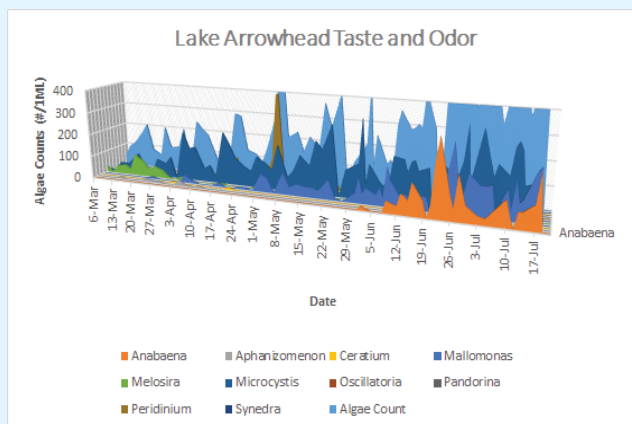 Lake Arrowhead Taste and Odor
Algae Counts (#/1ML)
400
300
200
100
0
6-Mar
13-Mar
20-Mar
27-Mar
3-Apr
10-Apr
17-Apr
24-Apr
1-May
8-May
15-May
22-May
29-May
5-Jun
12-Jun
19-Jun
26-Jun
3-Jul
10-Jul
17-Jul
Anabaena
Date
Anabaena Aphanizomenon Ceratium Mallomonas
Melosira Microcystis Oscillatoria Pandorina
Peridinium Synedra Algae Count